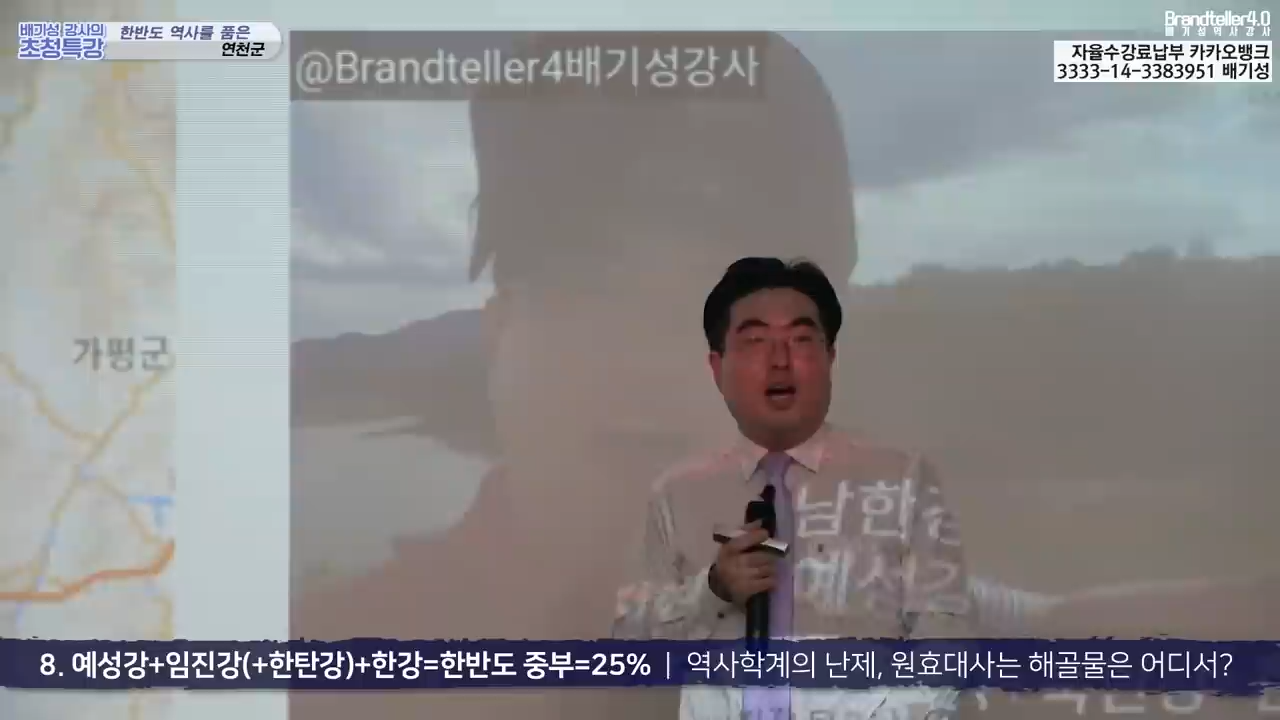 배기성 강사의
초청특강
한반도 역사를 품은
연천군
Brandteller4.0
배기성역사강사
자율수강료납부 카카오뱅크
3333-14-3383951 배기성
@Brandteller4배기성강사
가평군
남한
예성강
8. 예성강+임진강(+한탄강)+한강=한반도 중부=25% | 역사학계의 난제, 원효대사는 해골물은 어디서?